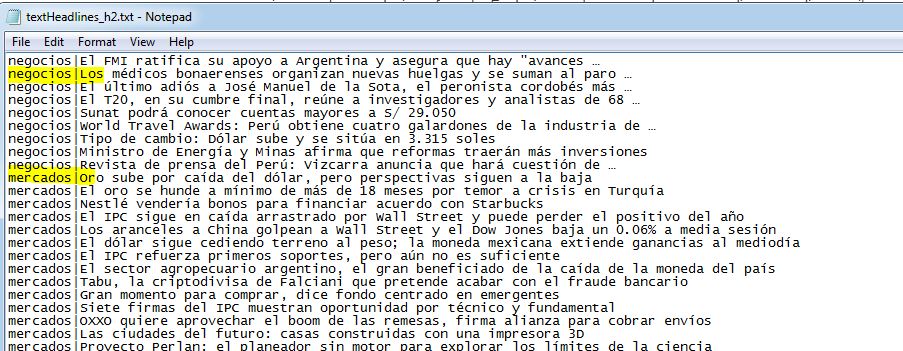 textHeadlines_h2.txt - Notepad
File Edit Format View Help
negocios|El FMI ratifica su apoyo a Argentina y asegura que hay "avances …
negocios|Los médicos bonaerenses organizan nuevas huelgas y se suman al paro …
negocios|El último adiós a José Manuel de la Sota, el peronista cordobés más …
negocios|El T20, en su cumbre final, reúne a investigadores y analistas de 68 …
negocios|Sunat podrá conocer cuentas mayores a S/ 29.050
negocios|World Travel Awards: Perú obtiene cuatro galardones de la industria de …
negocios|Tipo de cambio: Dólar sube y se sitúa en 3.315 soles
negocios|Ministro de Energía y Minas afirma que reformas traerán más inversiones
negocios|Revista de prensa del Perú: Vizcarra anuncia que hará cuestión de …
mercados|Oro sube por caída del dólar, pero perspectivas siguen a la baja
mercados|El oro se hunde a mínimo de más de 18 meses por temor a crisis en Turquía
mercados|Nestlé vendería bonos para financiar acuerdo con Starbucks
mercados|El IPC sigue en caída arrastrado por Wall Street y puede perder el positivo del año
mercados|Los aranceles a China golpean a Wall Street y el Dow Jones baja un 0.06% a media sesión
mercados|El dólar sigue cediendo terreno al peso; la moneda mexicana extiende ganancias al mediodía
mercados|El IPC refuerza primeros soportes, pero aún no es suficiente
mercados|El sector agropecuario argentino, el gran beneficiado de la caída de la moneda del país
mercados|Tabu, la criptodivisa de Falciani que pretende acabar con el fraude bancario
mercados|Gran momento para comprar, dice fondo centrado en emergentes
mercados|Siete firmas del IPC muestran oportunidad por técnico y fundamental
mercados|OXXO quiere aprovechar el boom de las remesas, firma alianza para cobrar envíos
mercados|Las ciudades del futuro: casas construidas con una impresora 3D
mercados|Proyecto Perlan: el planeador sin motor para explorar los límites de la ciencia